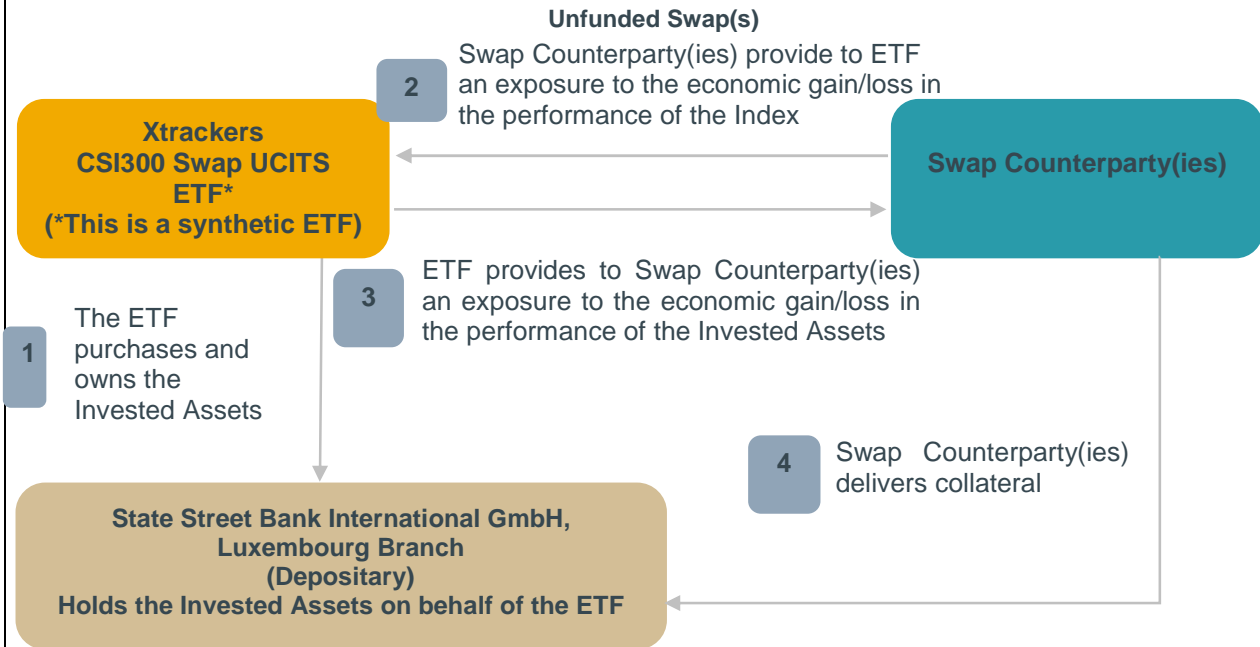 Unfunded Swap(s)
2
Swap Counterparty(ies) provide to ETF
an exposure to the economic gain/loss in
the performance of the Index
Xtrackers
CSI300 Swap UCITS
ETF*
(*This is a synthetic ETF)
Swap Counterparty(ies)
3
ETF provides to Swap Counterparty(ies)
an exposure to the economic gain/loss in
the performance of the Invested Assets
1
The ETF
purchases and
owns the
Invested Assets
4
Swap Counterparty(ies)
delivers collateral
State Street Bank International GmbH,
Luxembourg Branch
(Depositary)
Holds the Invested Assets on behalf of the ETF